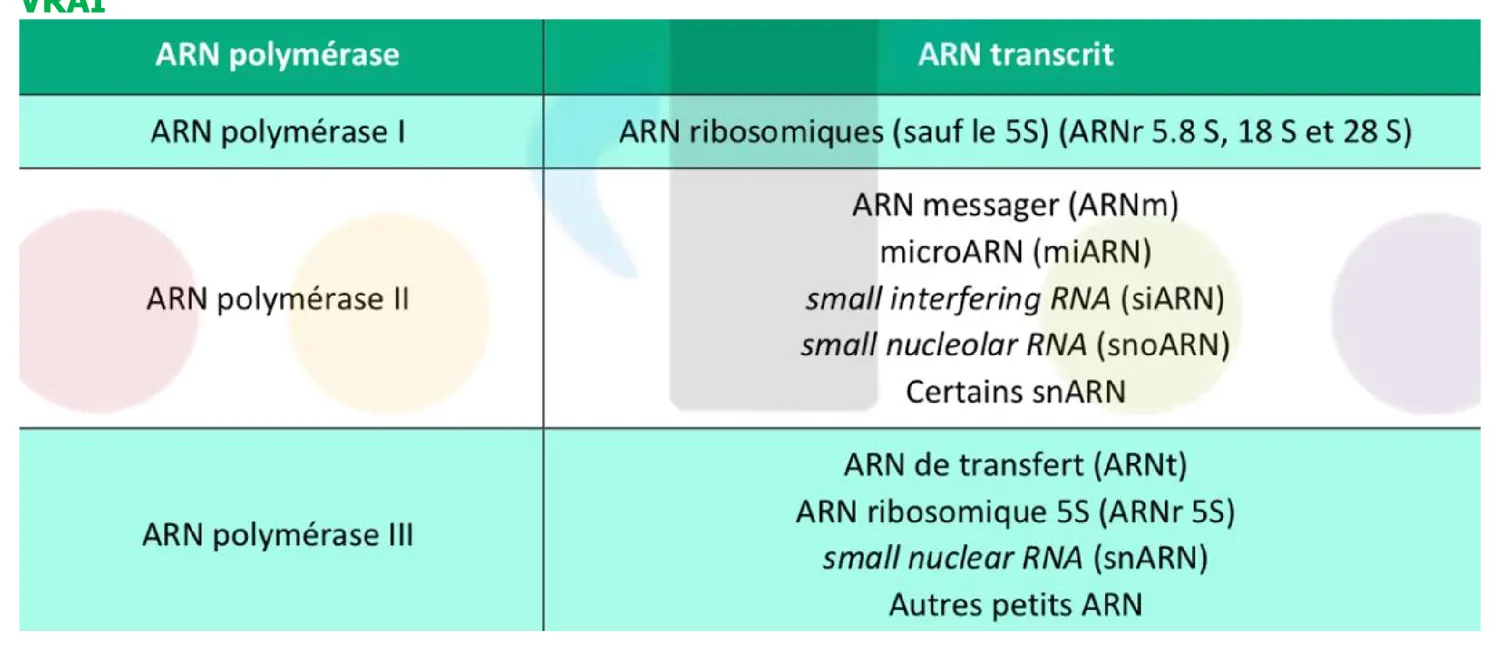 VRAI
ARN polymérase
ARN transcrit
ARN polymérase I
ARN ribosomiques (sauf le 5S) (ARNr 5.8 S, 18 S et 28 S)
ARN polymérase II
ARN messager (ARNm)
microARN (miARN)
small interfering RNA (siARN)
small nucleolar RNA (snoARN)
Certains snARN
ARN polymérase III
ARN de transfert (ARNt)
ARN ribosomique 5S (ARNr 5S)
small nuclear RNA (snARN)
Autres petits ARN